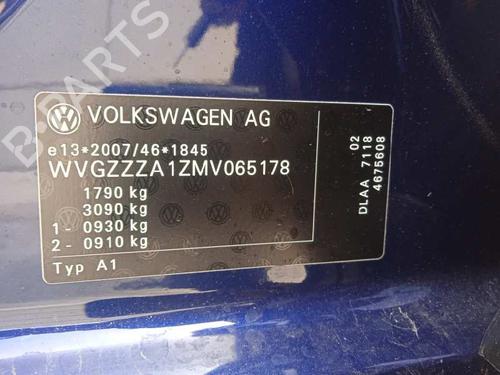 VOLKSWAGEN AG
e13*2007/46*1845
WVGZZZA1ZMV065178
1790 kg
3090 kg
1 - 0930 kg
2 - 0910 kg
Typ A1
02
DLAA 7118
4675608
B-PARTS